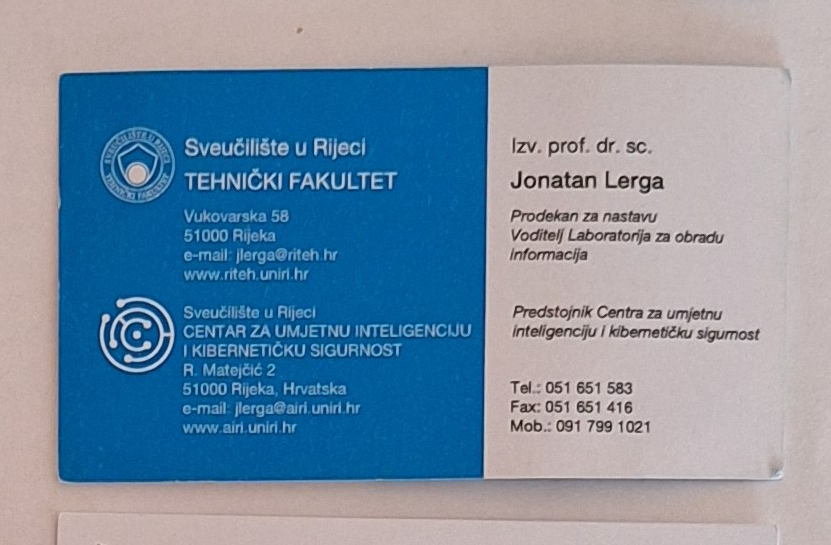 Sveučilište u Rijeci
TEHNIČKI FAKULTET
Vukovarska 58
51000 Rijeka
e-mail: jlerga@riteh.hr
www.riteh.uniri.hr
Sveučilište u Rijeci
CENTAR ZA UMJETNU INTELIGENCIJU
I KIBERNETIČKU SIGURNOST
R. Matejčić 2
51000 Rijeka, Hrvatska
e-mail: jlerga@airi.uniri.hr
www.airi.uniri.hr
SVEUČILIŠTE U RIJECI
TEHNIČKI FAKULTET
Izv. prof. dr. sc.
Jonatan Lerga
Prodekan za nastavu
Voditelj Laboratorija za obradu
informacija
Predstojnik Centra za umjetnu
inteligenciju i kibernetičku sigurnost
Tel.: 051 651 583
Fax: 051 651 416
Mob.: 091 799 1021